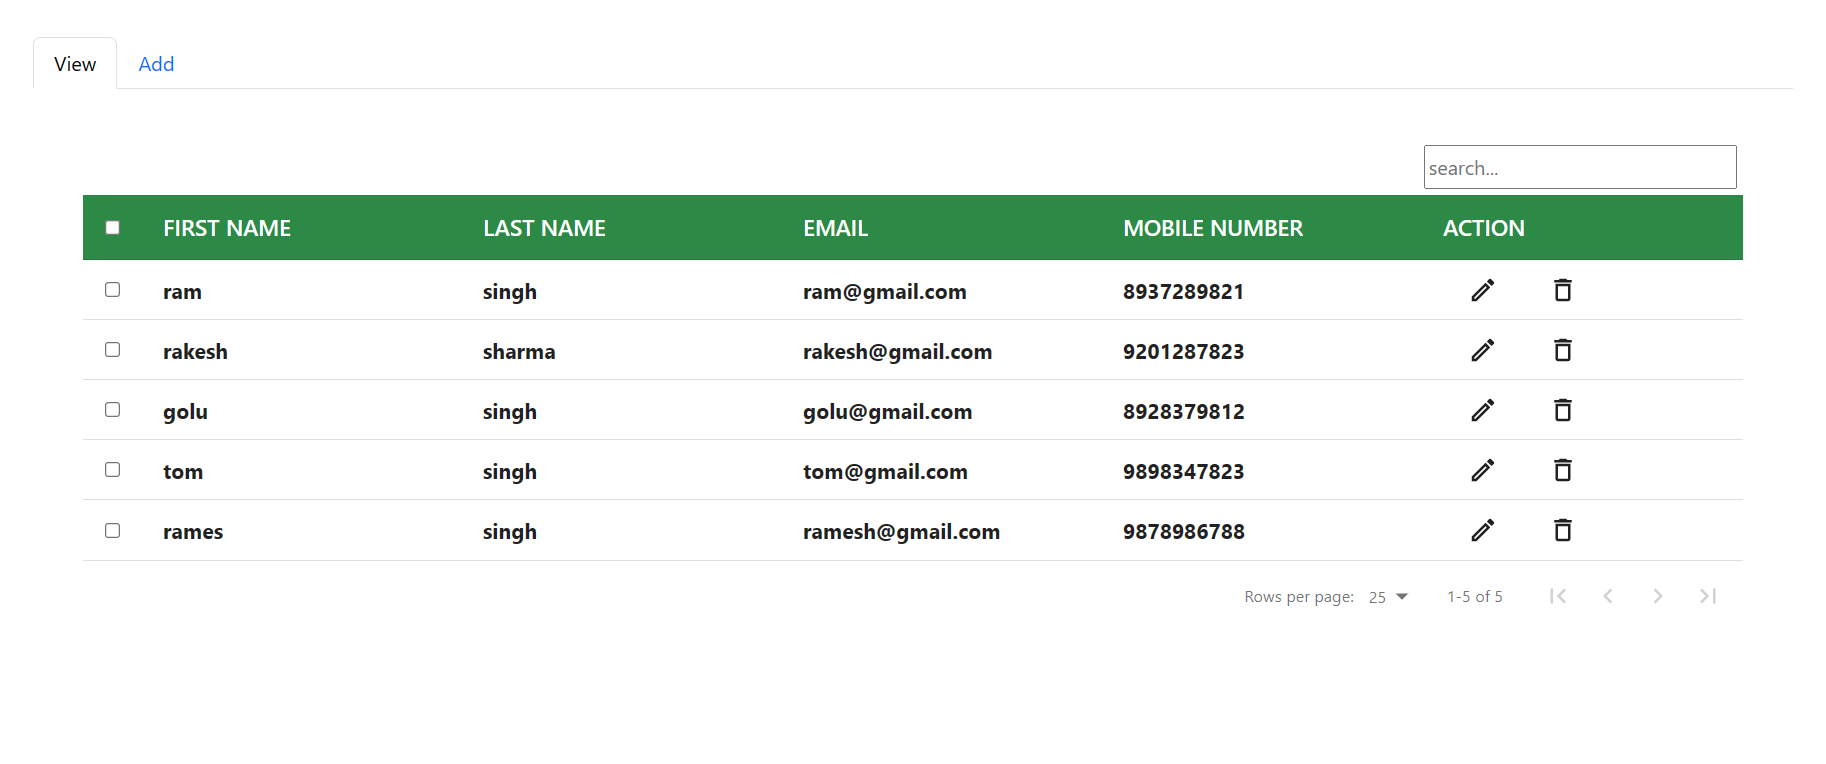 View Add
search...
FIRST NAME LAST NAME EMAIL MOBILE NUMBER ACTION
ram singh ram@gmail.com 8937289821
rakesh sharma rakesh@gmail.com 9201287823
golu singh golu@gmail.com 8928379812
tom singh tom@gmail.com 9898347823
rames singh ramesh@gmail.com 9878986788
Rows per page: 25 1-5 of 5